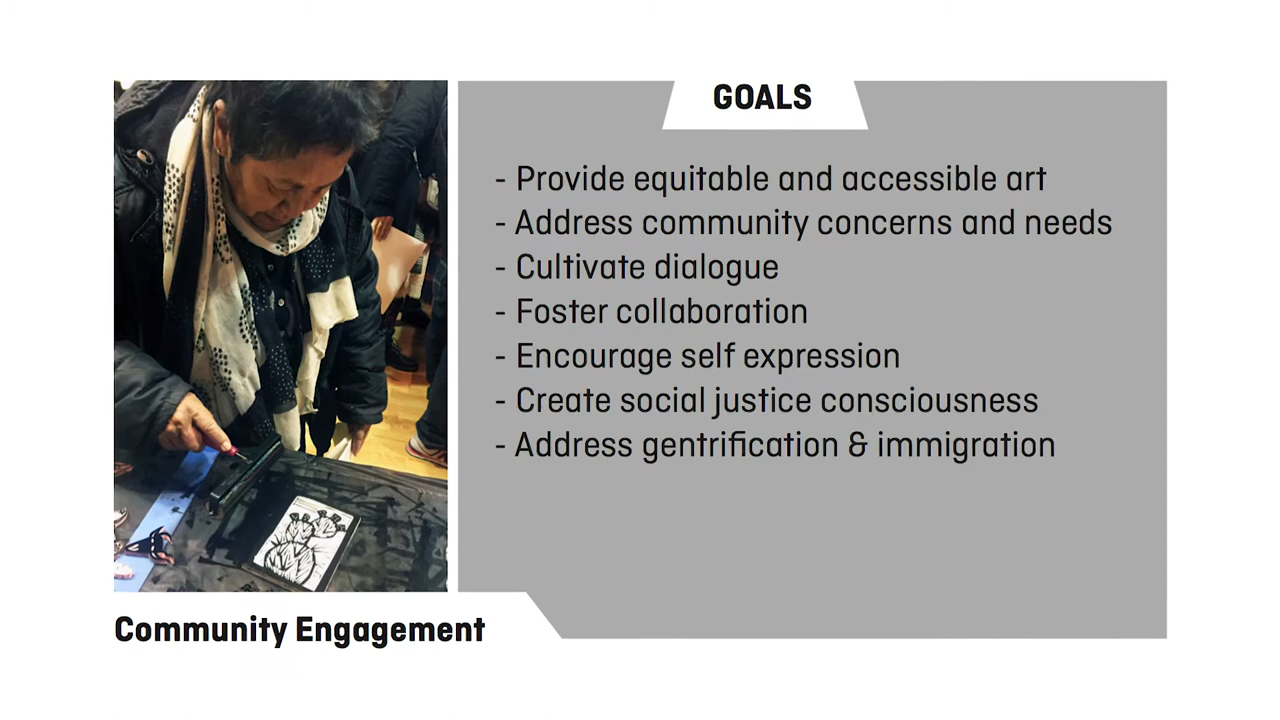 GOALS
- Provide equitable and accessible art
- Address community concerns and needs
- Cultivate dialogue
- Foster collaboration
- Encourage self expression
- Create social justice consciousness
- Address gentrification & immigration
Community Engagement